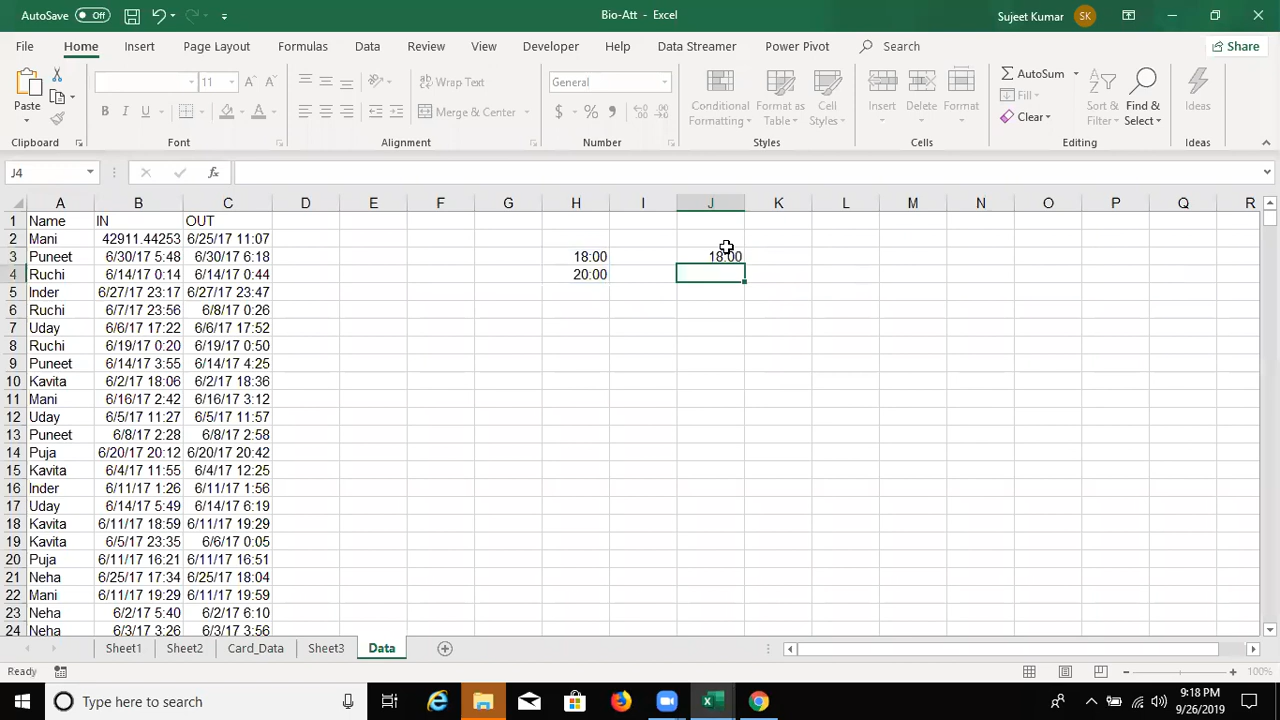 AutoSave Off
Bio-Att - Excel
Sujeet Kumar SK
File Home Insert Page Layout Formulas Data Review View Developer Help Data Streamer Power Pivot Search Share
11 General
Wrap Text AutoSum
Paste Merge & Center Conditional Formatting Format as Table Cell Styles Insert Delete Format Fill Clear Sort & Filter Find & Select Ideas
Clipboard Font Alignment Number Styles Cells Editing Ideas
J4 fx
A B C D E F G H I J K L M N O P Q R
1 Name IN OUT
2 Mani 42911.44253 6/25/17 11:07
3 Puneet 6/30/17 5:48 6/30/17 6:18 18:00 18:00
4 Ruchi 6/14/17 0:14 6/14/17 0:44 20:00
5 Inder 6/27/17 23:17 6/27/17 23:47
6 Ruchi 6/7/17 23:56 6/8/17 0:26
7 Uday 6/6/17 17:22 6/6/17 17:52
8 Ruchi 6/19/17 0:20 6/19/17 0:50
9 Puneet 6/14/17 3:55 6/14/17 4:25
10 Kavita 6/2/17 18:06 6/2/17 18:36
11 Mani 6/16/17 2:42 6/16/17 3:12
12 Uday 6/5/17 11:27 6/5/17 11:57
13 Puneet 6/8/17 2:28 6/8/17 2:58
14 Puja 6/20/17 20:12 6/20/17 20:42
15 Kavita 6/4/17 11:55 6/4/17 12:25
16 Inder 6/11/17 1:26 6/11/17 1:56
17 Uday 6/14/17 5:49 6/14/17 6:19
18 Kavita 6/11/17 18:59 6/11/17 19:29
19 Kavita 6/5/17 23:35 6/6/17 0:05
20 Puja 6/11/17 16:21 6/11/17 16:51
21 Neha 6/25/17 17:34 6/25/17 18:04
22 Mani 6/11/17 19:29 6/11/17 19:59
23 Neha 6/2/17 5:40 6/2/17 6:10
24 Neha 6/3/17 3:26 6/3/17 3:56
Sheet1 Sheet2 Card_Data Sheet3 Data
Ready 100%
Type here to search
9:18 PM
9/26/2019